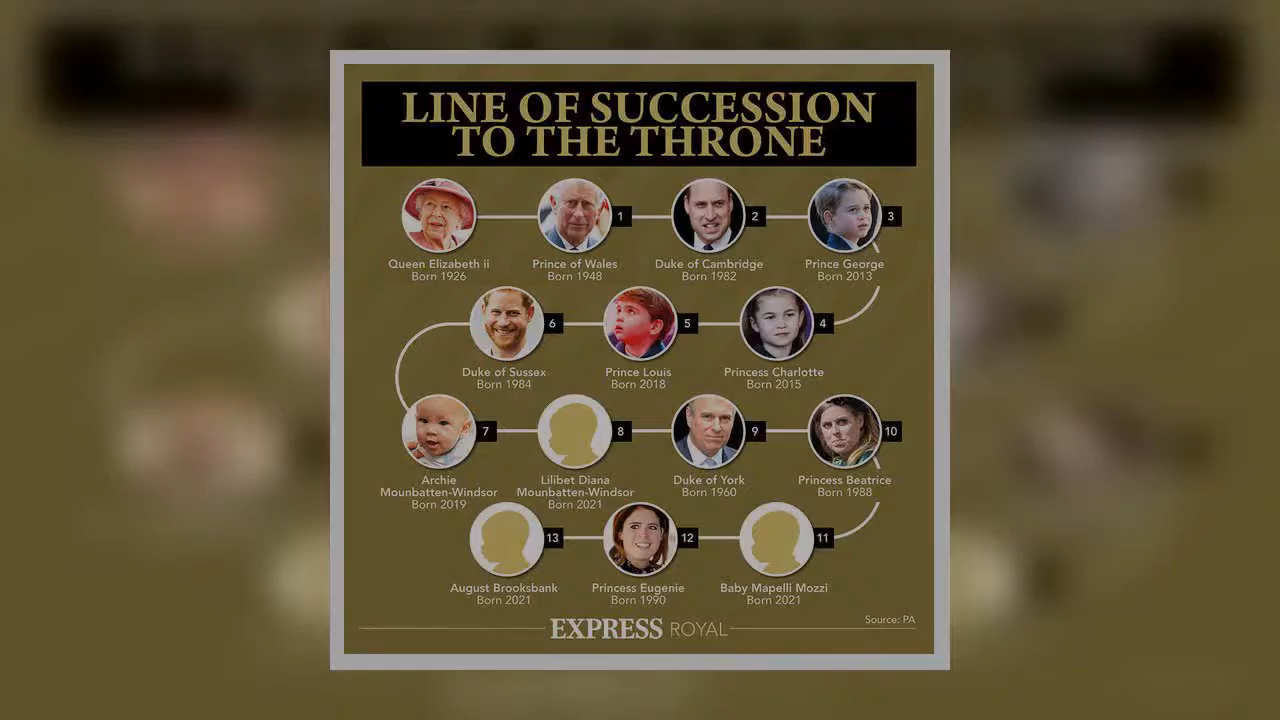 LINE OF SUCCESSION
TO THE THRONE
1
2
3
Queen Elizabeth ii
Born 1926
Prince of Wales
Born 1948
Duke of Cambridge
Born 1982
Prince George
Born 2013
6
5
4
Duke of Sussex
Born 1984
Prince Louis
Born 2018
Princess Charlotte
Born 2015
7
8
9
10
Archie
Mounbatten-Windsor
Born 2019
Lilibet Diana
Mounbatten-Windsor
Born 2021
Duke of York
Born 1960
Princess Beatrice
Born 1988
13
12
11
August Brooksbank
Born 2021
Princess Eugenie
Born 1990
Baby Mapelli Mozzi
Born 2021
Source: PA
EXPRESS ROYAL